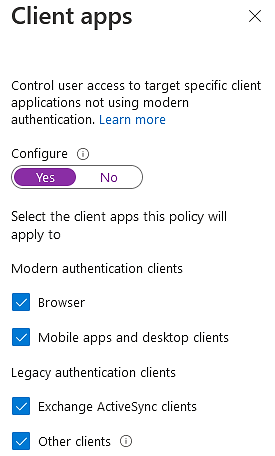 Client apps
Control user access to target specific client
applications not using modern
authentication. Learn more
Configure
Yes No
Select the client apps this policy will
apply to
Modern authentication clients
Browser
Mobile apps and desktop clients
Legacy authentication clients
Exchange ActiveSync clients
Other clients